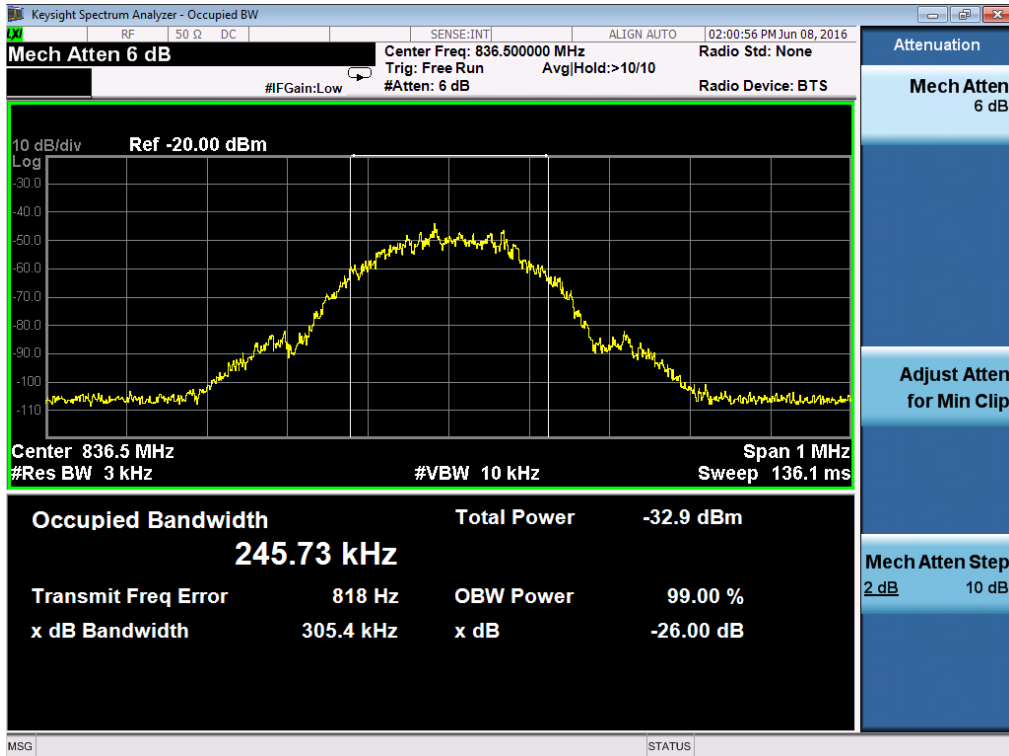 Keysight Spectrum Analyzer - Occupied BW
LXI RF 50 Ω DC SENSE:INT ALIGN AUTO 02:00:56 PM Jun 08, 2016
Mech Atten 6 dB
Center Freq: 836.500000 MHz Radio Std: None
Trig: Free Run Avg|Hold:>10/10
#IFGain:Low #Atten: 6 dB Radio Device: BTS
10 dB/div Ref -20.00 dBm
Log
-30.0
-40.0
-50.0
-60.0
-70.0
-80.0
-90.0
-100
-110
Center 836.5 MHz Span 1 MHz
#Res BW 3 kHz #VBW 10 kHz Sweep 136.1 ms
Occupied Bandwidth Total Power -32.9 dBm
245.73 kHz
Transmit Freq Error 818 Hz OBW Power 99.00 %
x dB Bandwidth 305.4 kHz x dB -26.00 dB
MSG STATUS
Attenuation
Mech Atten
6 dB
Adjust Atten
for Min Clip
Mech Atten Step
2 dB 10 dB